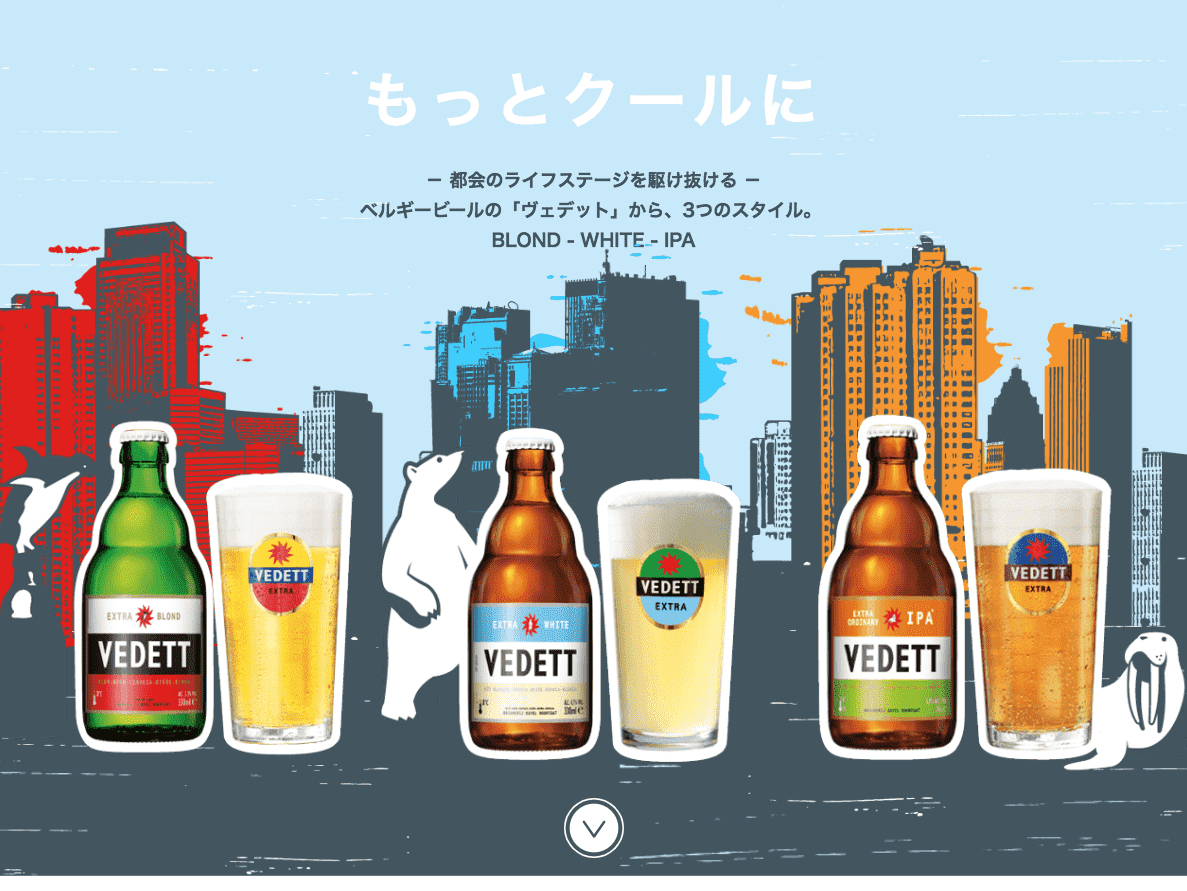 もっとクールに
− 都会のライフステージを駆け抜ける −
ベルギービールの「ヴェデット」から、3つのスタイル。
BLOND - WHITE - IPA
EXTRA BLOND
VEDETT
VEDETT
EXTRA
EXTRA WHITE
VEDETT
VEDETT
EXTRA
EXTRA ORDINARY IPA
VEDETT
VEDETT
EXTRA